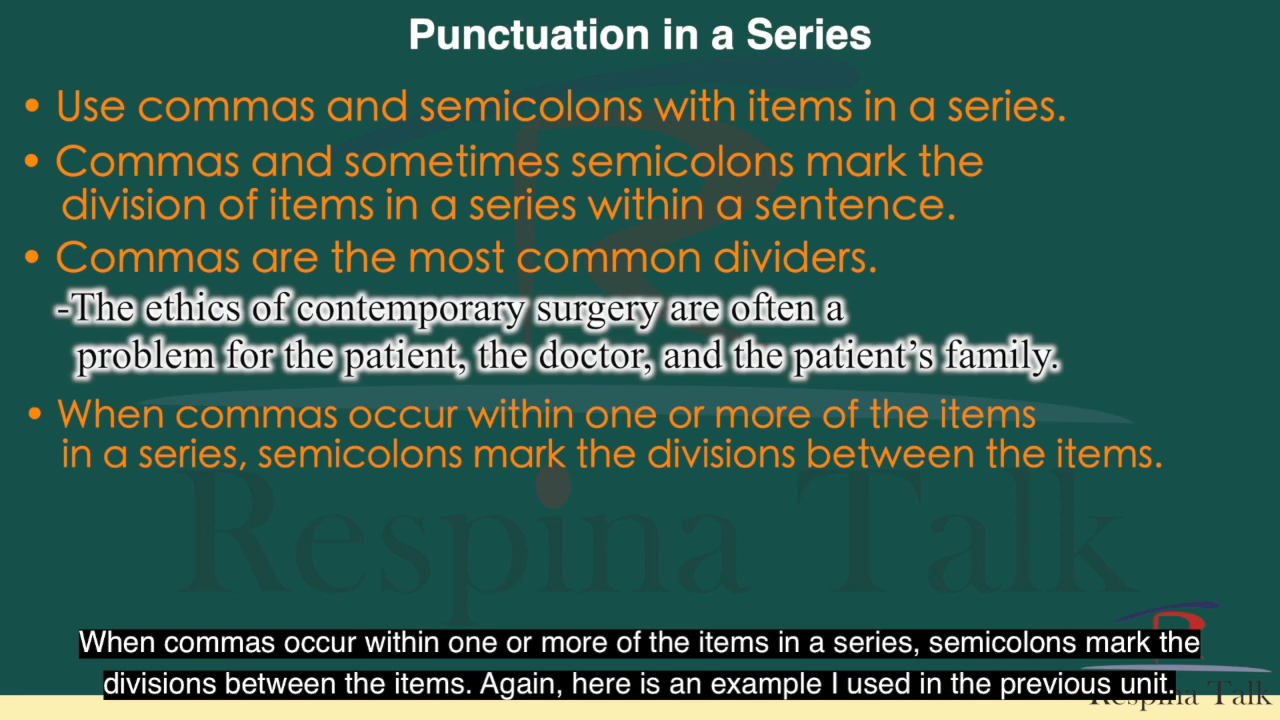 Punctuation in a Series
• Use commas and semicolons with items in a series.
• Commas and sometimes semicolons mark the
division of items in a series within a sentence.
• Commas are the most common dividers.
-The ethics of contemporary surgery are often a
problem for the patient, the doctor, and the patient's family.
• When commas occur within one or more of the items
in a series, semicolons mark the divisions between the items.
Respina Talk
When commas occur within one or more of the items in a series, semicolons mark the
divisions between the items. Again, here is an example I used in the previous unit.
Respina Talk